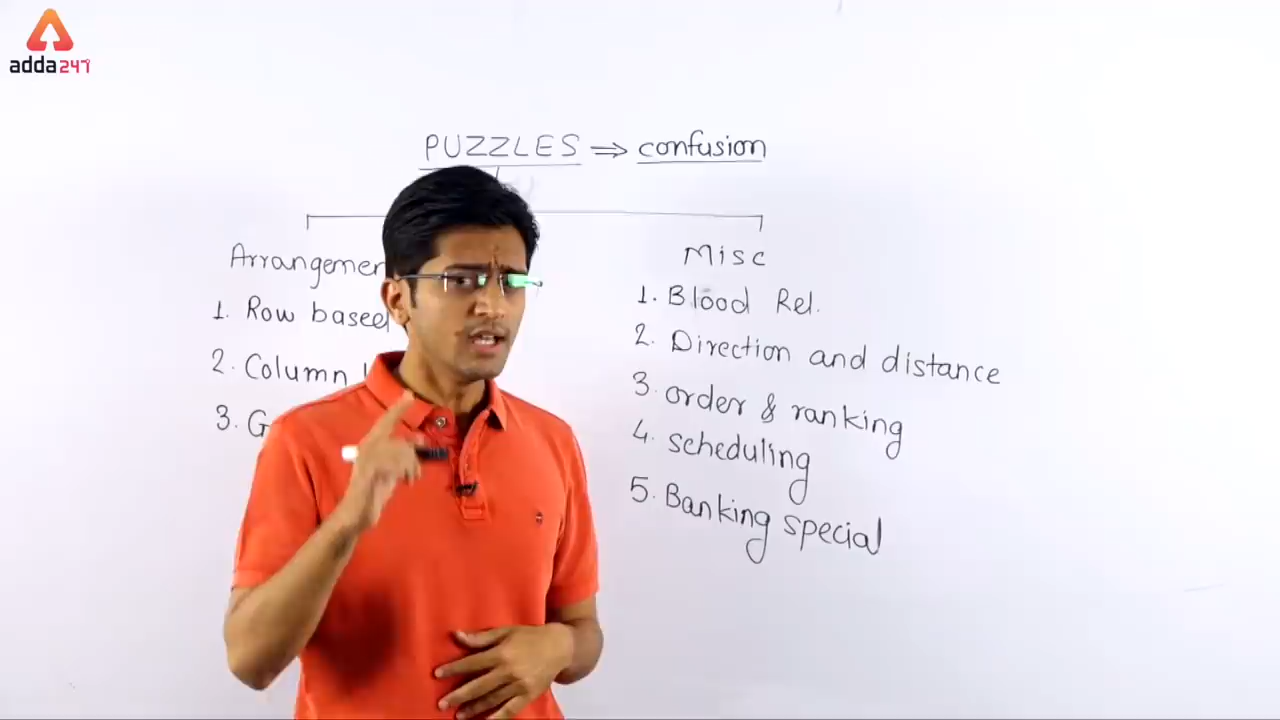 adda247
PUZZLES ⇒ confusion
Arrangemen
Misc
1. Row based
2. Column
3. G
1. Blood Rel.
2. Direction and distance
3. order & ranking
4. scheduling
5. Banking special